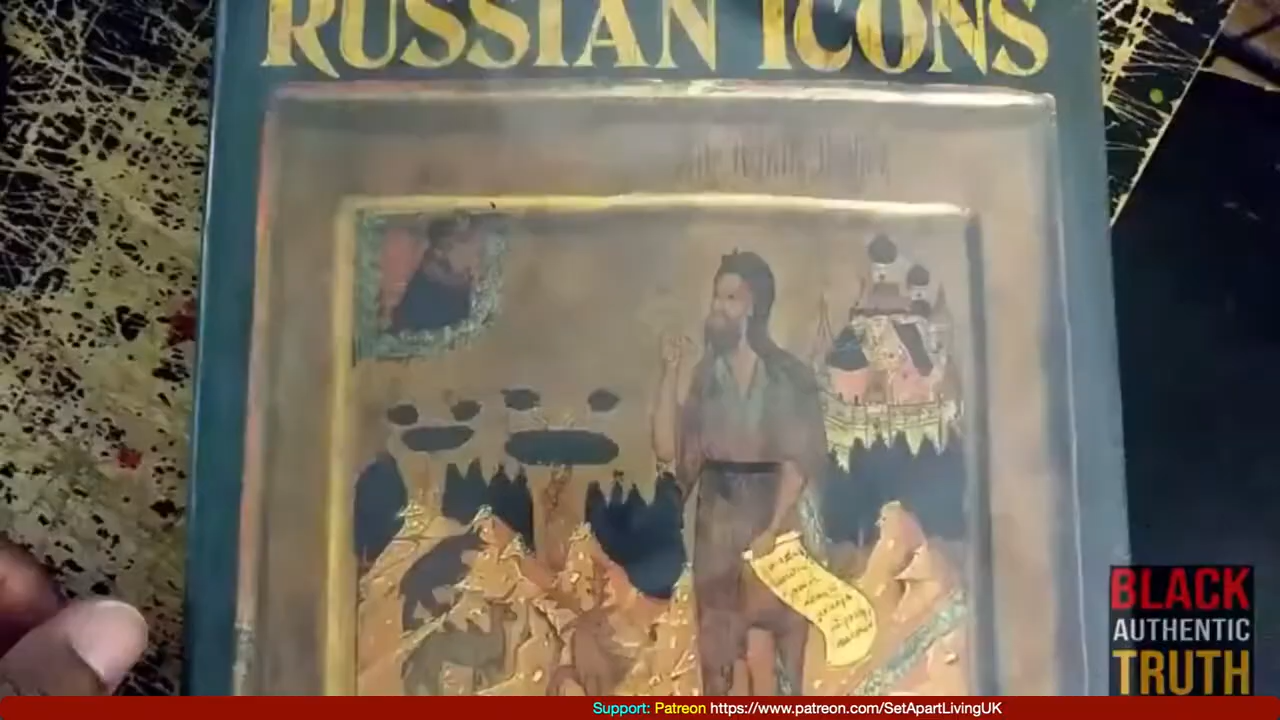 RUSSIAN ICONS
BLACK
AUTHENTIC
TRUTH
Support: Patreon https://www.patreon.com/SetApartLivingUK